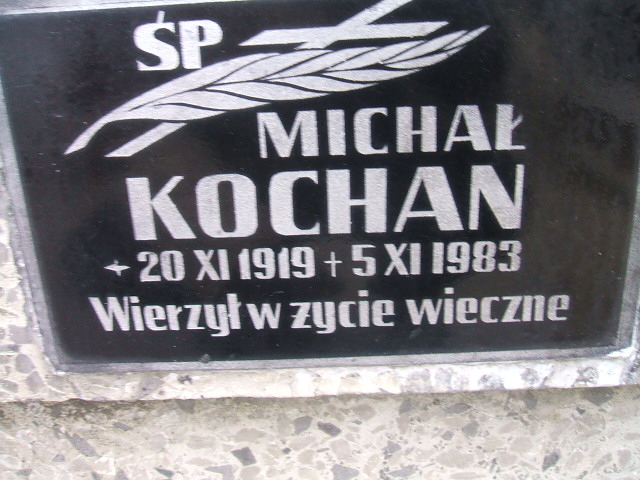 ŚP
MICHAŁ
KOCHAN
+ 20 XI 1919 † 5 XI 1983
Wierzył w zycie wieczne